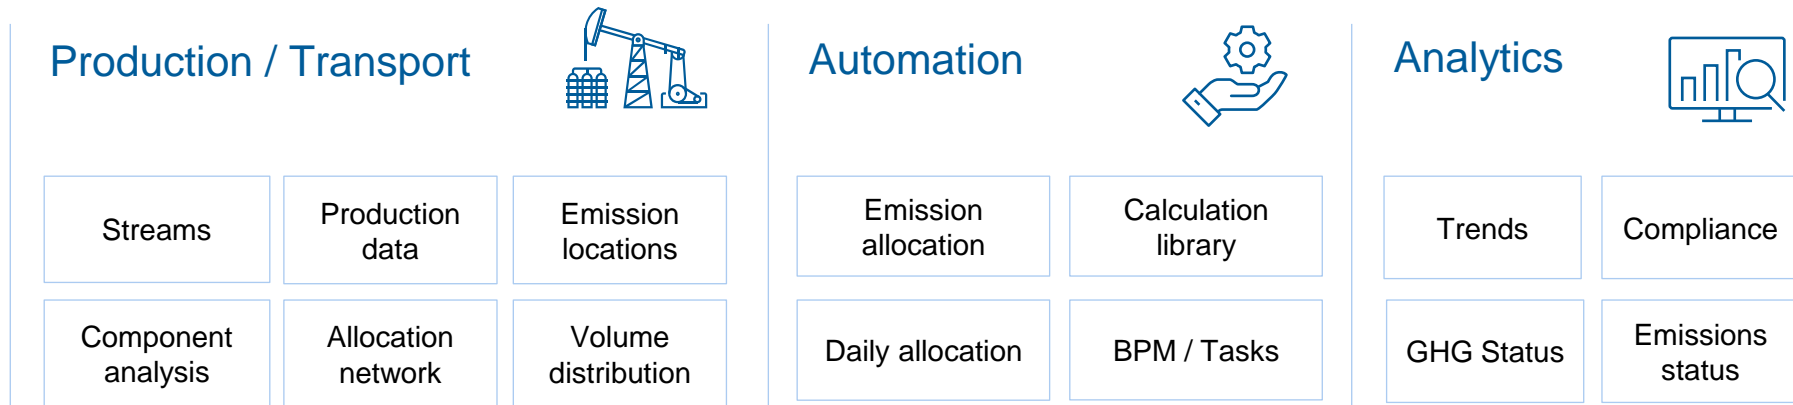 Production / Transport
Automation
Analytics
Streams
Production
data
Emission
locations
Emission
allocation
Calculation
library
Trends
Compliance
Component
analysis
Allocation
network
Volume
distribution
Daily allocation
BPM / Tasks
GHG Status
Emissions
status